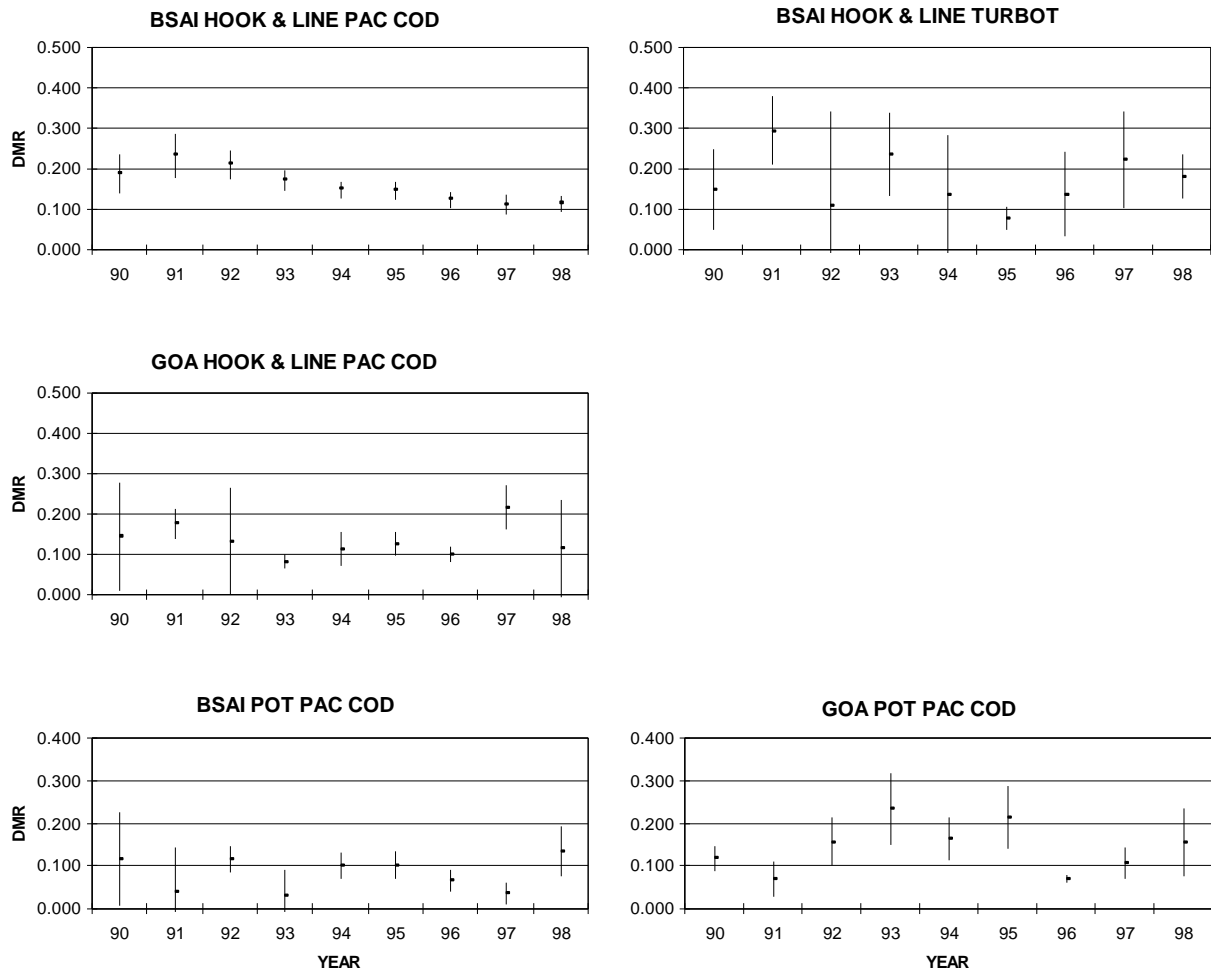 BSAI HOOK & LINE PAC COD
0.500
0.400
0.300
0.200
0.100
0.000
DMR
90 91 92 93 94 95 96 97 98
BSAI HOOK & LINE TURBOT
0.500
0.400
0.300
0.200
0.100
0.000
90 91 92 93 94 95 96 97 98
GOA HOOK & LINE PAC COD
0.500
0.400
0.300
0.200
0.100
0.000
DMR
90 91 92 93 94 95 96 97 98
BSAI POT PAC COD
0.400
0.300
0.200
0.100
0.000
DMR
90 91 92 93 94 95 96 97 98
YEAR
GOA POT PAC COD
0.400
0.300
0.200
0.100
0.000
90 91 92 93 94 95 96 97 98
YEAR